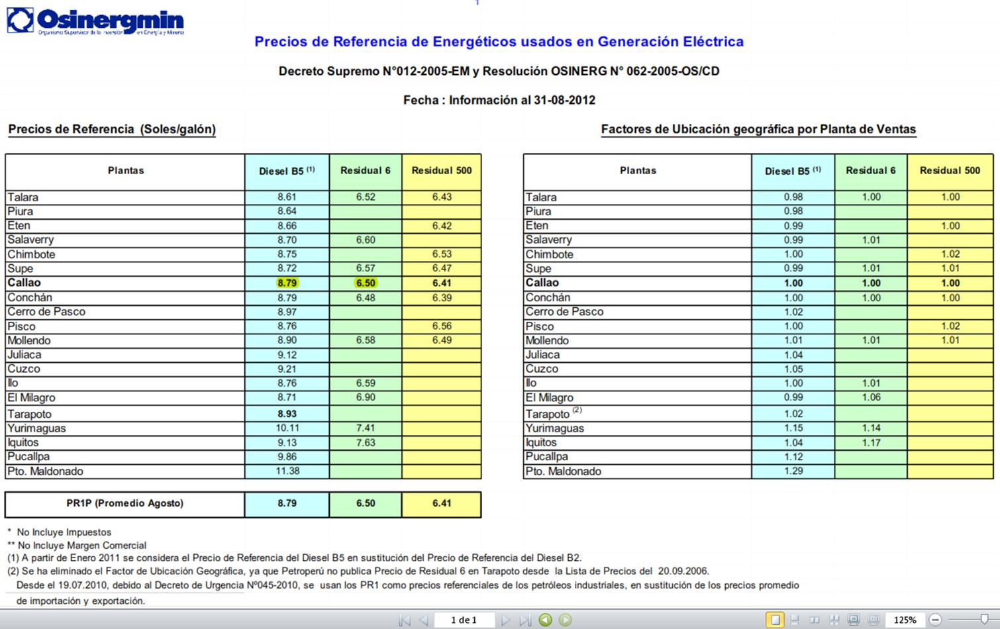 Osinergmin
Organismo Supervisor de la Inversión en Energía y Minería
Precios de Referencia de Energéticos usados en Generación Eléctrica
Decreto Supremo N°012-2005-EM y Resolución OSINERG N° 062-2005-OS/CD
Fecha : Información al 31-08-2012
Precios de Referencia (Soles/galón)
Plantas Diesel B5 (1) Residual 6 Residual 500
Talara 8.61 6.52 6.43
Piura 8.64
Eten 8.66 6.42
Salaverry 8.70 6.60
Chimbote 8.75 6.53
Supe 8.72 6.57 6.47
Callao 8.79 6.50 6.41
Conchán 8.79 6.48 6.39
Cerro de Pasco 8.97
Pisco 8.76 6.56
Mollendo 8.90 6.58 6.49
Juliaca 9.12
Cuzco 9.21
Ilo 8.76 6.59
El Milagro 8.71 6.90
Tarapoto 8.93
Yurimaguas 10.11 7.41
Iquitos 9.13 7.63
Pucallpa 9.86
Pto. Maldonado 11.38
PR1P (Promedio Agosto) 8.79 6.50 6.41
Factores de Ubicación geográfica por Planta de Ventas
Plantas Diesel B5 (1) Residual 6 Residual 500
Talara 0.98 1.00 1.00
Piura 0.98
Eten 0.99 1.00
Salaverry 0.99 1.01
Chimbote 1.00 1.02
Supe 0.99 1.01 1.01
Callao 1.00 1.00 1.00
Conchán 1.00 1.00 1.00
Cerro de Pasco 1.02
Pisco 1.00 1.02
Mollendo 1.01 1.01 1.01
Juliaca 1.04
Cuzco 1.05
Ilo 1.00 1.01
El Milagro 0.99 1.06
Tarapoto (2) 1.02
Yurimaguas 1.15 1.14
Iquitos 1.04 1.17
Pucallpa 1.12
Pto. Maldonado 1.29
* No Incluye Impuestos
** No Incluye Margen Comercial
(1) A partir de Enero 2011 se considera el Precio de Referencia del Diesel B5 en sustitución del Precio de Referencia del Diesel B2.
(2) Se ha eliminado el Factor de Ubicación Geográfica, ya que Petroperú no publica Precio de Residual 6 en Tarapoto desde la Lista de Precios del 20.09.2006.
Desde el 19.07.2010, debido al Decreto de Urgencia Nº045-2010, se usan los PR1 como precios referenciales de los petróleos industriales, en sustitución de los precios promedio
de importación y exportación.
1 de 1
125%